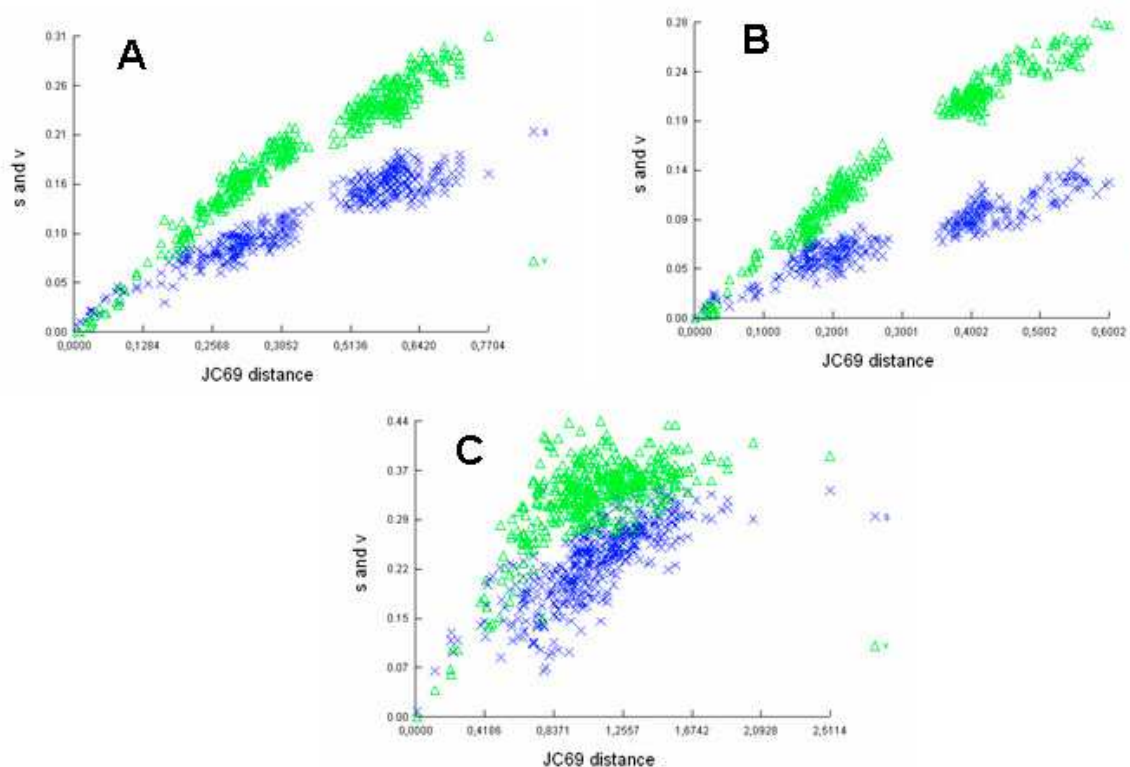 A
0.31
0.26
0.21
0.16
0.10
0.05
0.00
s and v
0,0000 0,1284 0,2568 0,3852 0,5136 0,6420 0,7704
JC69 distance
s
v
B
0.28
0.24
0.19
0.14
0.09
0.05
0.00
s and v
0,0000 0,1000 0,2001 0,3001 0,4002 0,5002 0,6002
JC69 distance
C
0.44
0.37
0.29
0.22
0.15
0.07
0.00
s and v
0,0000 0,4186 0,8371 1,2557 1,6742 2,0928 2,5114
JC69 distance
s
v